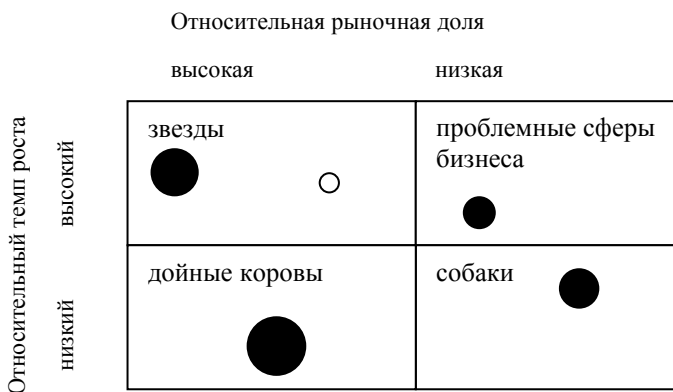 Относительная рыночная доля
высокая
низкая
Относительный темп роста
высокий
звезды
проблемные сферы
бизнеса
низкий
дойные коровы
собаки